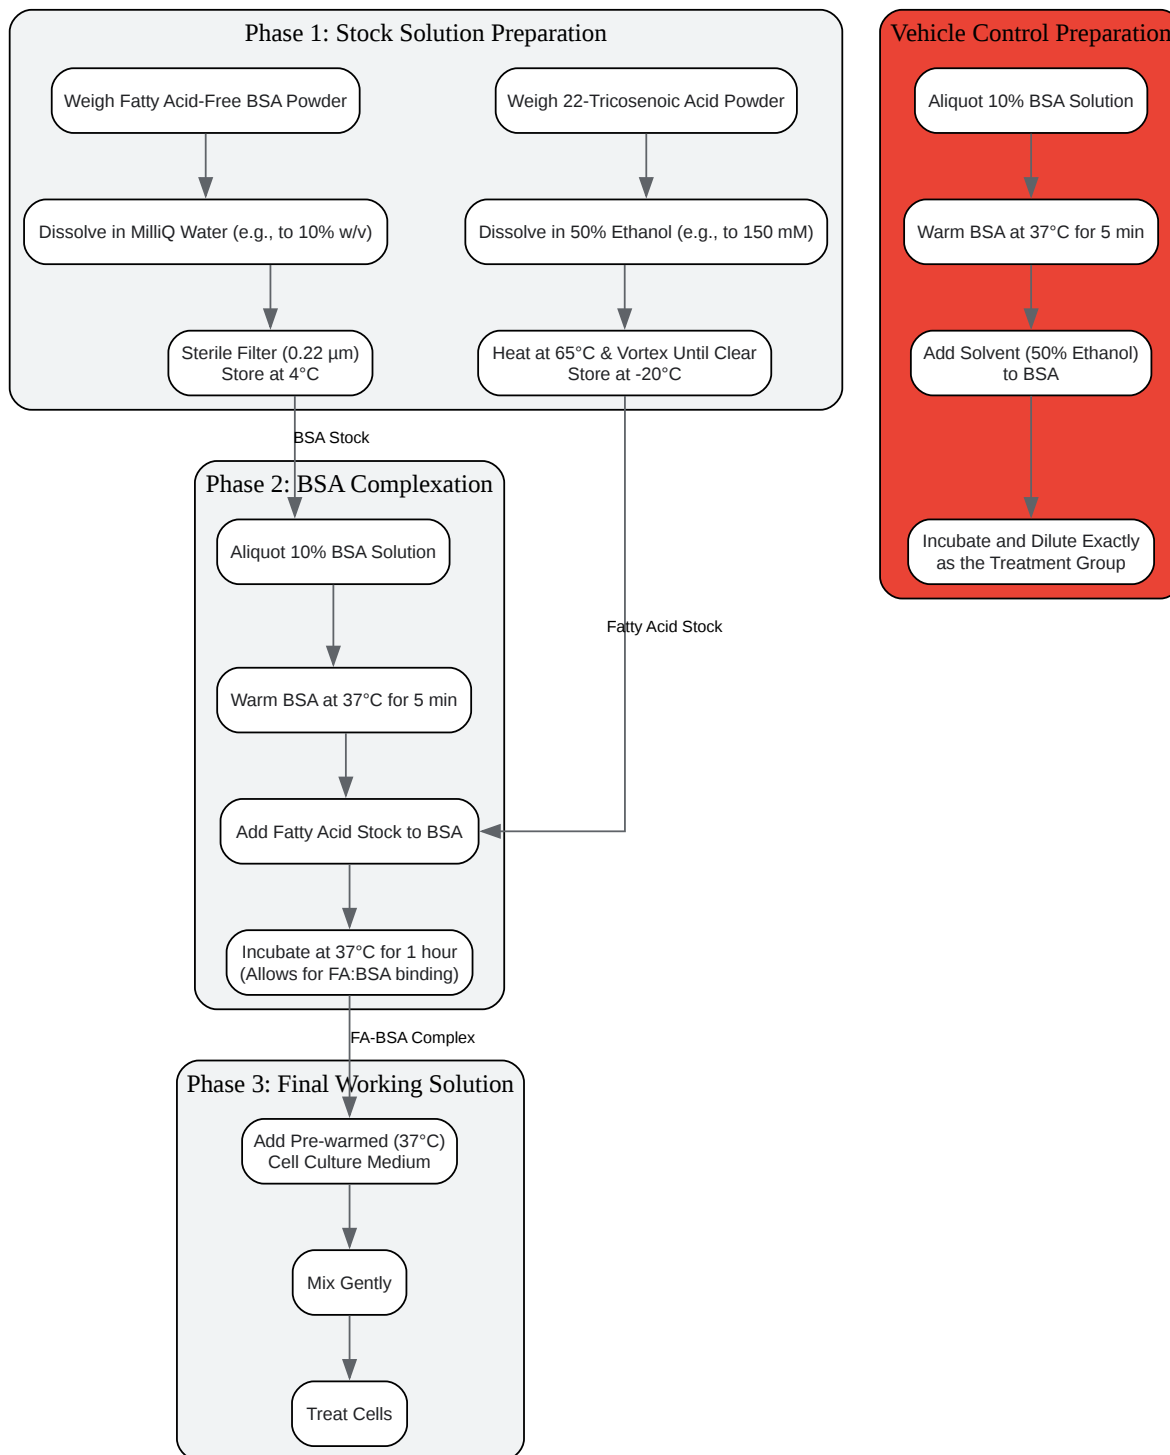 Phase 1: Stock Solution Preparation
Weigh Fatty Acid-Free BSA Powder
Weigh 22-Tricosenoic Acid Powder
Dissolve in MilliQ Water (e.g., to 10% w/v)
Dissolve in 50% Ethanol (e.g., to 150 mM)
Sterile Filter (0.22 µm)
Store at 4°C
Heat at 65°C & Vortex Until Clear
Store at -20°C
BSA Stock
Fatty Acid Stock
Phase 2: BSA Complexation
Aliquot 10% BSA Solution
Warm BSA at 37°C for 5 min
Add Fatty Acid Stock to BSA
Incubate at 37°C for 1 hour
(Allows for FA:BSA binding)
FA-BSA Complex
Phase 3: Final Working Solution
Add Pre-warmed (37°C)
Cell Culture Medium
Mix Gently
Treat Cells
Vehicle Control Preparation
Aliquot 10% BSA Solution
Warm BSA at 37°C for 5 min
Add Solvent (50% Ethanol)
to BSA
Incubate and Dilute Exactly
as the Treatment Group